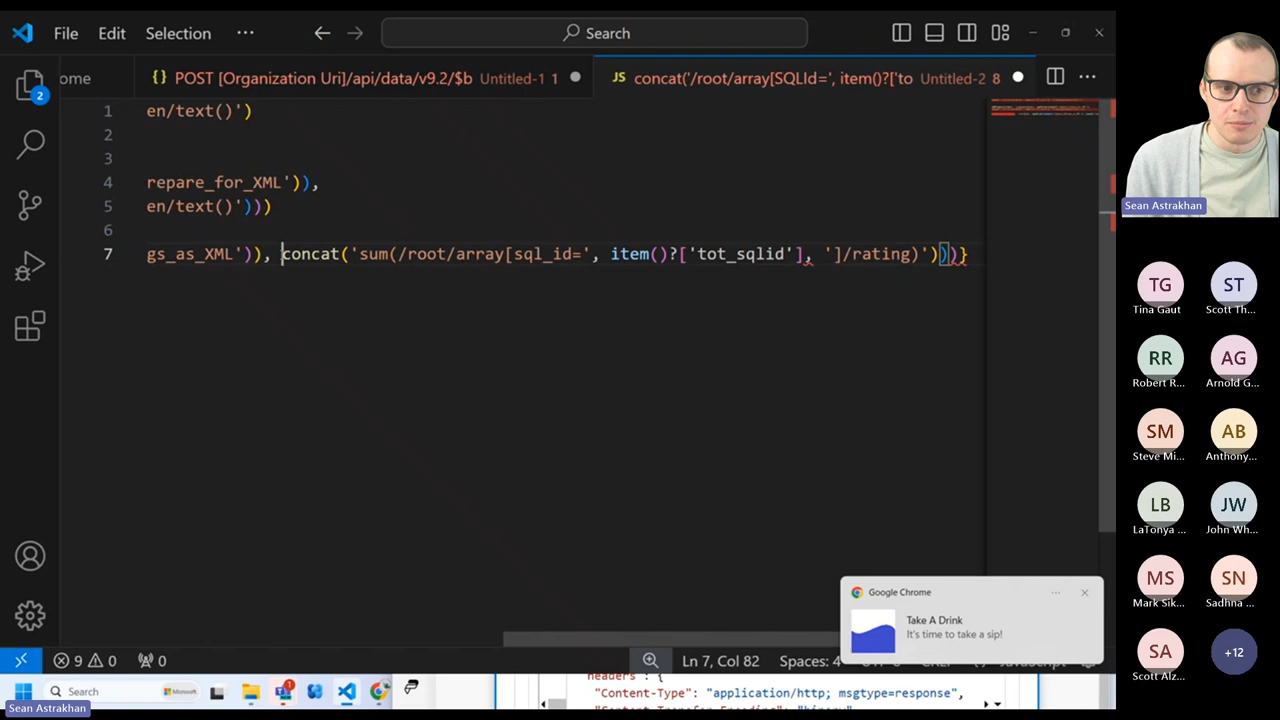 File Edit Selection ··· Search
ome
POST [Organization Uri]/api/data/v9.2/$b Untitled-1 1
JS concat('/root/array[SQLId=', item()?['to Untitled-2 8
1 en/text()')
2
3
4 repare_for_XML')),
5 en/text()')))
6
7 gs_as_XML')), concat('sum(/root/array[sql_id=', item()?['tot_sqlid'], ']/rating)')))}
2
Google Chrome
Take A Drink
It's time to take a sip!
9 0 0
Ln 7, Col 82 Spaces: 4
headers : {
"Content-Type": "application/http; msgtype=response",
Search Microsoft
1
Sean Astrakhan
Sean Astrakhan
TG ST
Tina Gaut Scott Th...
RR AG
Robert R... Arnold G...
SM AB
Steve Mi... Anthony...
LB JW
LaTonya ... John Wh...
MS SN
Mark Sik... Sadhna ...
SA +12
Scott Alz...